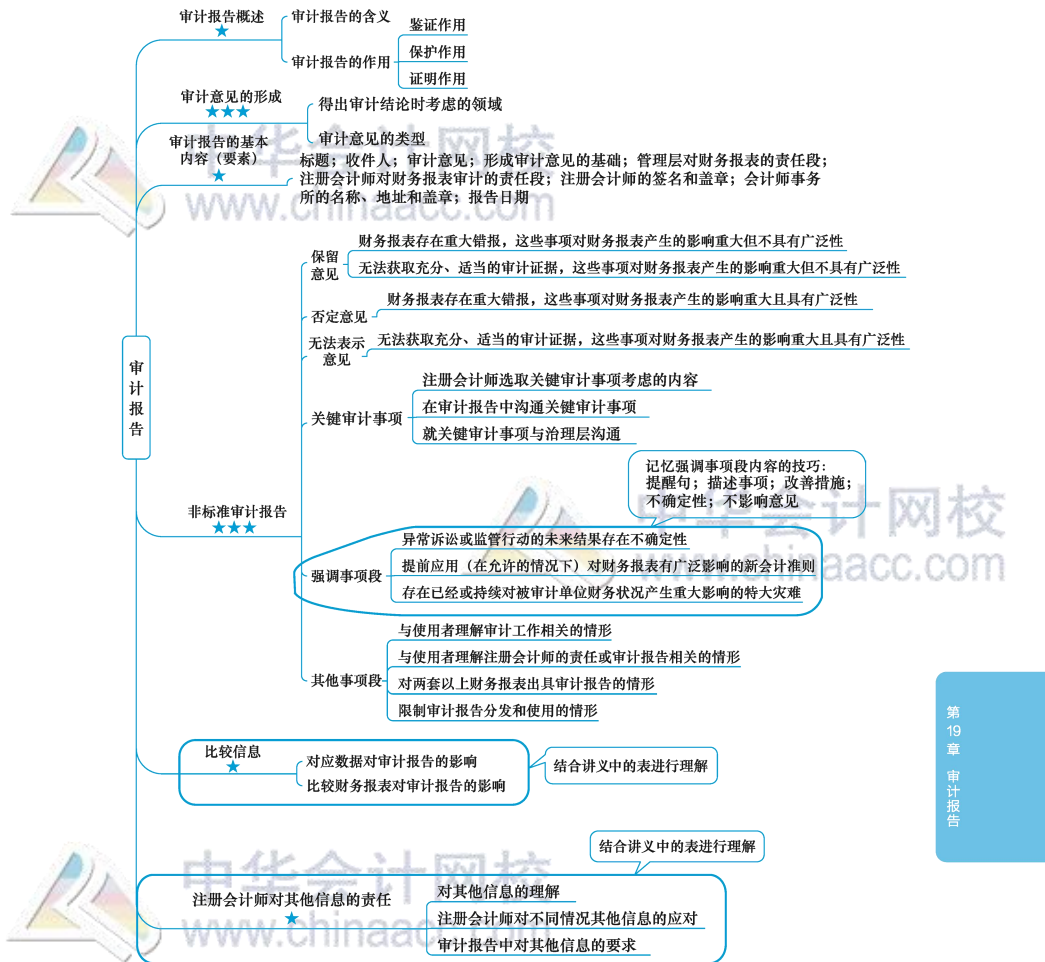 审计报告概述
审计报告的含义
审计报告的作用
鉴证作用
保护作用
证明作用
审计意见的形成
得出审计结论时考虑的领域
审计意见的类型
审计报告的基本
内容（要素）
标题；收件人；审计意见；形成审计意见的基础；管理层对财务报表的责任段；
注册会计师对财务报表审计的责任段；注册会计师的签名和盖章；会计师事务
所的名称、地址和盖章；报告日期
中华会计网校
www.chinaacc.com
审计报告
非标准审计报告
保留
意见
财务报表存在重大错报，这些事项对财务报表产生的影响重大但不具有广泛性
无法获取充分、适当的审计证据，这些事项对财务报表产生的影响重大但不具有广泛性
否定意见
财务报表存在重大错报，这些事项对财务报表产生的影响重大且具有广泛性
无法表示
意见
无法获取充分、适当的审计证据，这些事项对财务报表产生的影响重大且具有广泛性
关键审计事项
注册会计师选取关键审计事项考虑的内容
在审计报告中沟通关键审计事项
就关键审计事项与治理层沟通
记忆强调事项段内容的技巧：
提醒句；描述事项；改善措施；
不确定性；不影响意见
中华会计网校
www.chinaacc.com
强调事项段
异常诉讼或监管行动的未来结果存在不确定性
提前应用（在允许的情况下）对财务报表有广泛影响的新会计准则
存在已经或持续对被审计单位财务状况产生重大影响的特大灾难
其他事项段
与使用者理解审计工作相关的情形
与使用者理解注册会计师的责任或审计报告相关的情形
对两套以上财务报表出具审计报告的情形
限制审计报告分发和使用的情形
比较信息
对应数据对审计报告的影响
比较财务报表对审计报告的影响
结合讲义中的表进行理解
结合讲义中的表进行理解
中华会计网校
www.chinaacc.com
注册会计师对其他信息的责任
对其他信息的理解
注册会计师对不同情况其他信息的应对
审计报告中对其他信息的要求
第19章 审计报告